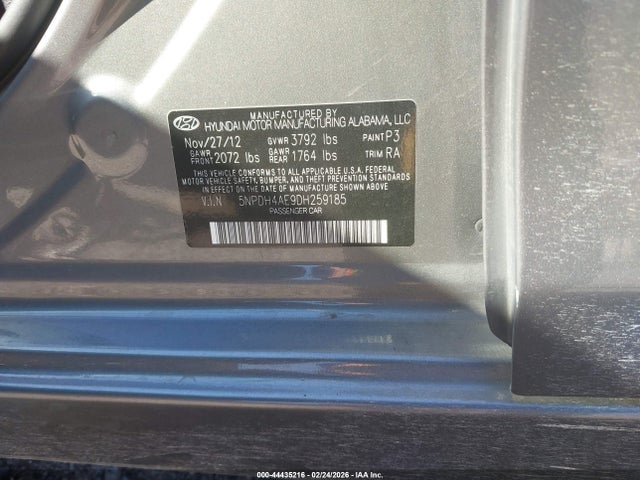 MANUFACTURED BY
HYUNDAI MOTOR MANUFACTURING ALABAMA, LLC
Nov/27/12 GVWR 3792 lbs PAINT P3
GAWR FRONT 2072 lbs GAWR REAR 1764 lbs TRIM RA
THIS VEHICLE CONFORMS TO ALL APPLICABLE U.S.A. FEDERAL
MOTOR VEHICLE SAFETY, BUMPER, AND THEFT PREVENTION
STANDARDS IN EFFECT ON THE DATE OF MANUFACTURE SHOWN ABOVE.
V.I.N 5NPDH4AE9DH259185
PASSENGER CAR
000-44435216 - 02/24/2026 - IAA Inc.